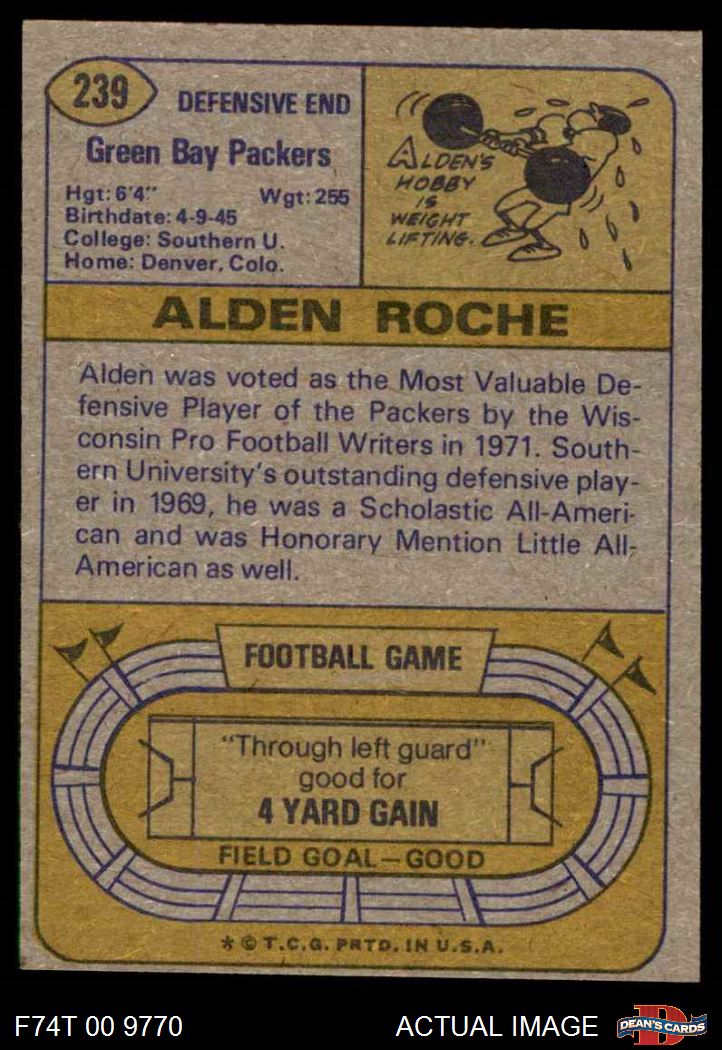 239
DEFENSIVE END
Green Bay Packers
Hgt: 6'4" Wgt: 255
Birthdate: 4-9-45
College: Southern U.
Home: Denver, Colo.
ALDEN'S
HOBBY
IS
WEIGHT
LIFTING.
ALDEN ROCHE
Alden was voted as the Most Valuable De-
fensive Player of the Packers by the Wis-
consin Pro Football Writers in 1971. South-
ern University's outstanding defensive play-
er in 1969, he was a Scholastic All-Ameri-
can and was Honorary Mention Little All-
American as well.
FOOTBALL GAME
"Through left guard"
good for
4 YARD GAIN
FIELD GOAL—GOOD
* © T.C.G. PRTD. IN U.S.A.
F74T 00 9770 ACTUAL IMAGE
D
DEAN'S CARDS